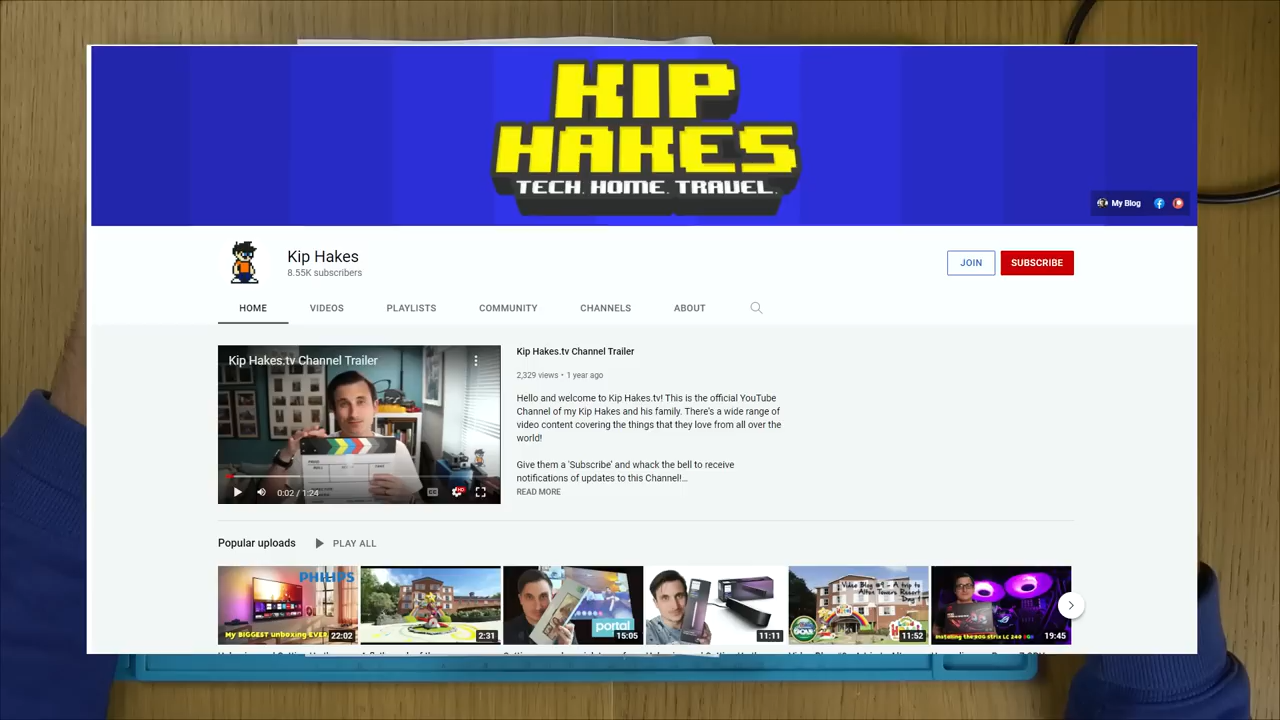 KIP
HAKES
TECH. HOME. TRAVEL.
My Blog
Kip Hakes
8.55K subscribers
JOIN
SUBSCRIBE
HOME
VIDEOS
PLAYLISTS
COMMUNITY
CHANNELS
ABOUT
Kip Hakes.tv Channel Trailer
0:02 / 1:24
Kip Hakes.tv Channel Trailer
2,329 views • 1 year ago
Hello and welcome to Kip Hakes.tv! This is the official YouTube
Channel of my Kip Hakes and his family. There's a wide range of
video content covering the things that they love from all over the
world!
Give them a 'Subscribe' and whack the bell to receive
notifications of updates to this Channel!...
READ MORE
Popular uploads
PLAY ALL
PHILIPS
My BIGGEST unboxing EVER
22:02
2:31
portal
15:05
11:11
Video Blog #9 - A trip to
Alton Towers Resort
11:52
19:45